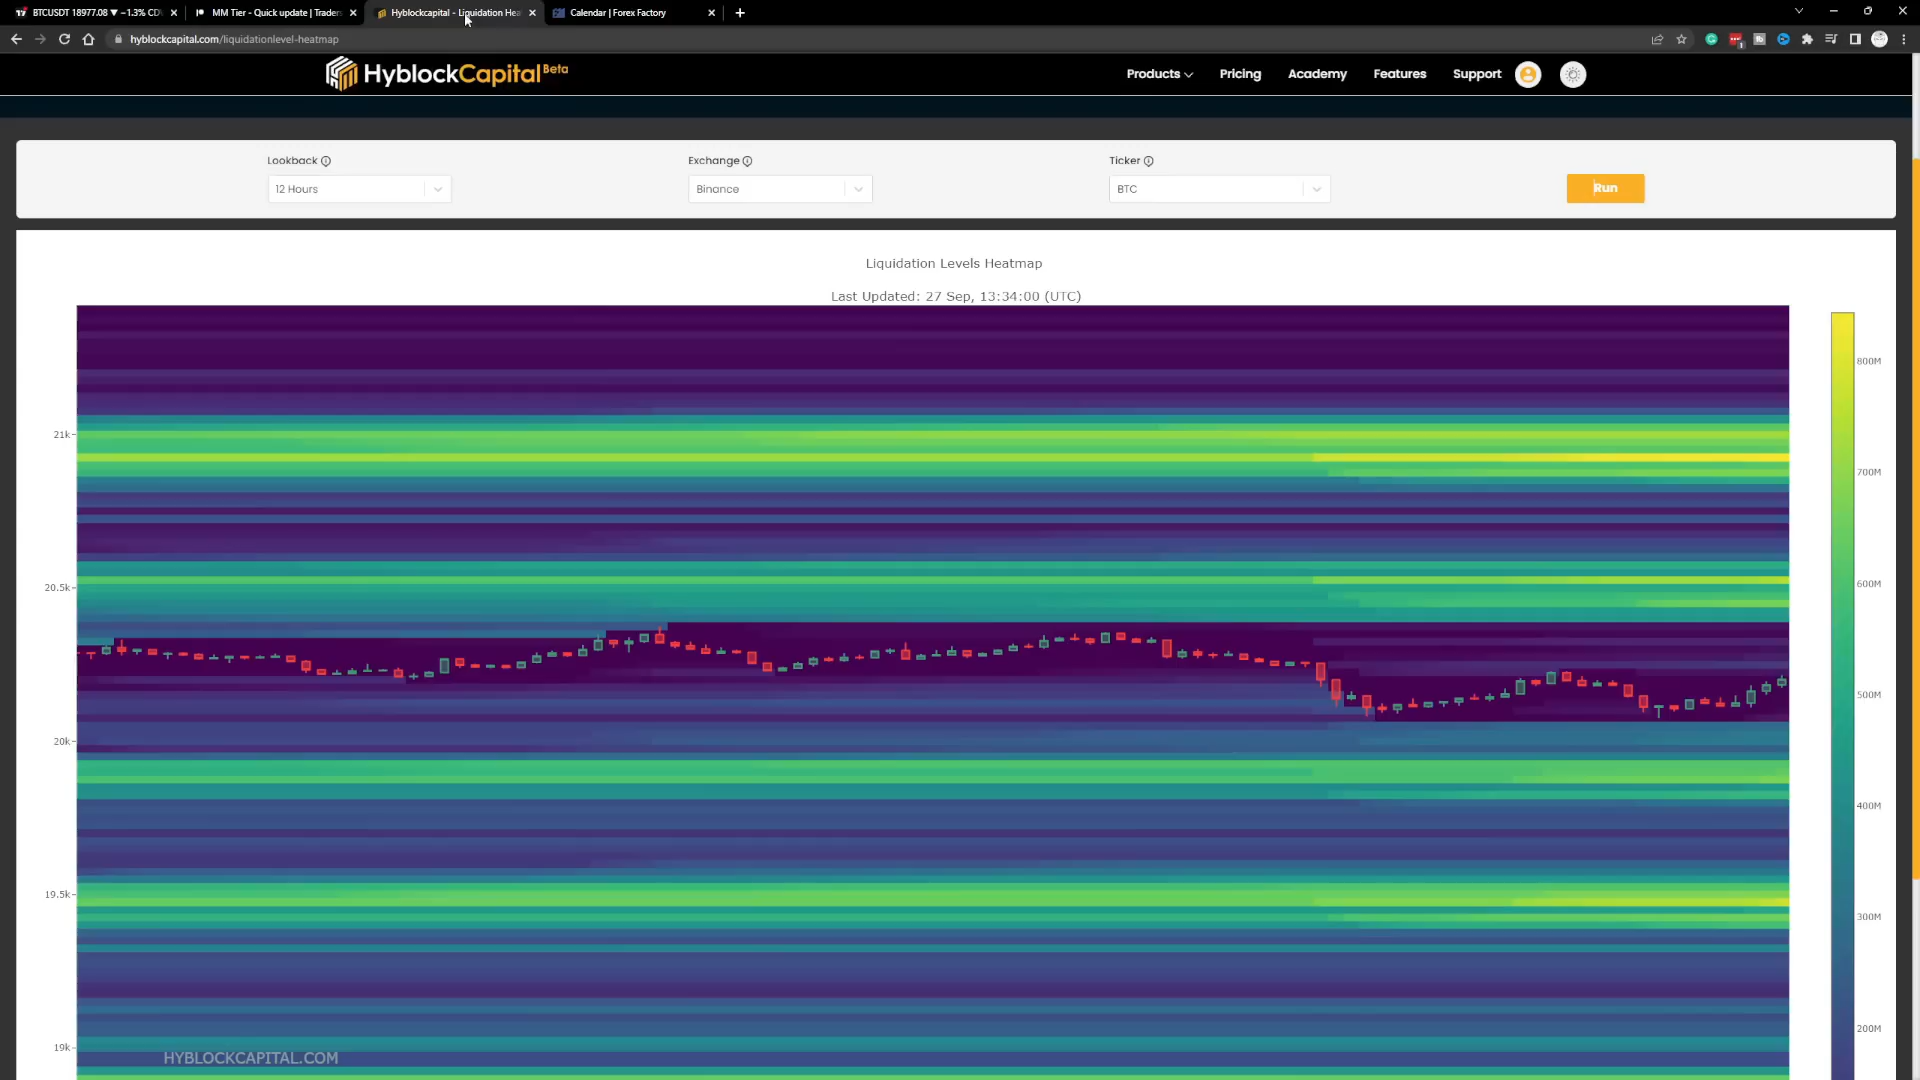 BTCUSDT 18977.08 ▼ −1.3% CD
MM Tier - Quick update | Trader
Hyblockcapital - Liquidation Hea
Calendar | Forex Factory
hyblockcapital.com/liquidationlevel-heatmap
HyblockCapital Beta
Products
Pricing
Academy
Features
Support
Lookback
Exchange
Ticker
12 Hours
Binance
BTC
Run
Liquidation Levels Heatmap
Last Updated: 27 Sep, 13:34:00 (UTC)
21k
20.5k
20k
19.5k
19k
800M
700M
600M
500M
400M
300M
200M
HYBLOCKCAPITAL.COM